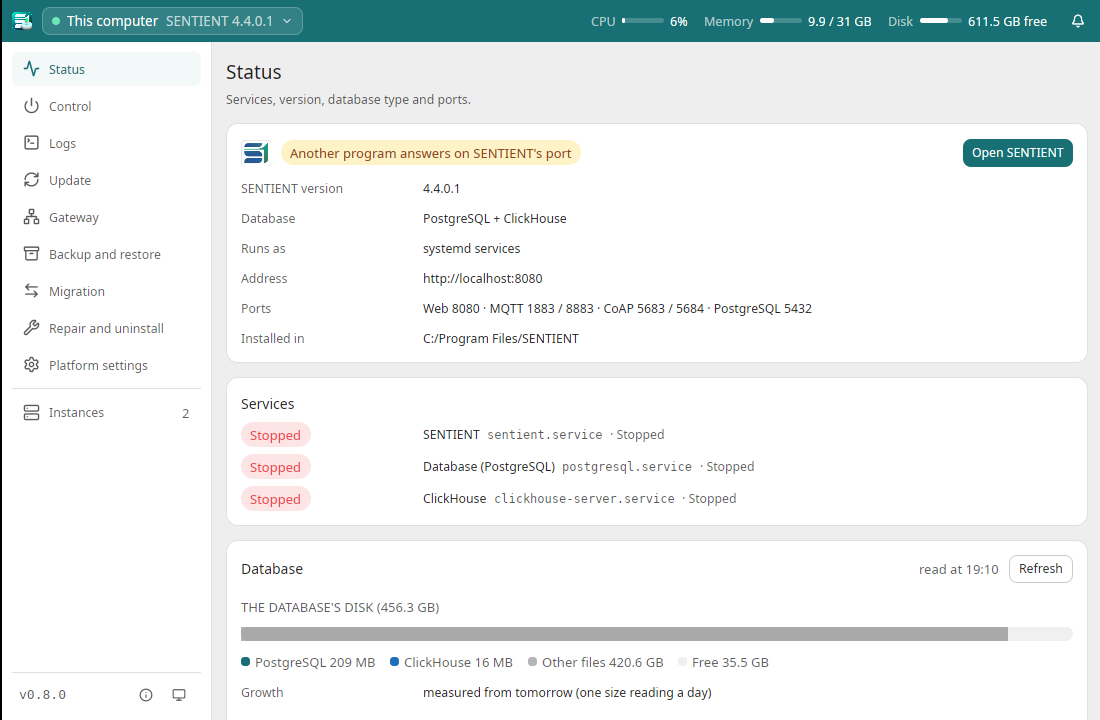 This computer SENTIENT 4.4.0.1
CPU 6% Memory 9.9 / 31 GB Disk 611.5 GB free
Status
Control
Logs
Update
Gateway
Backup and restore
Migration
Repair and uninstall
Platform settings
Instances 2
v0.8.0
Status
Services, version, database type and ports.
Another program answers on SENTIENT's port
Open SENTIENT
SENTIENT version 4.4.0.1
Database PostgreSQL + ClickHouse
Runs as systemd services
Address http://localhost:8080
Ports Web 8080 · MQTT 1883 / 8883 · CoAP 5683 / 5684 · PostgreSQL 5432
Installed in C:/Program Files/SENTIENT
Services
Stopped SENTIENT sentient.service · Stopped
Stopped Database (PostgreSQL) postgresql.service · Stopped
Stopped ClickHouse clickhouse-server.service · Stopped
Database read at 19:10 Refresh
THE DATABASE'S DISK (456.3 GB)
PostgreSQL 209 MB ClickHouse 16 MB Other files 420.6 GB Free 35.5 GB
Growth measured from tomorrow (one size reading a day)